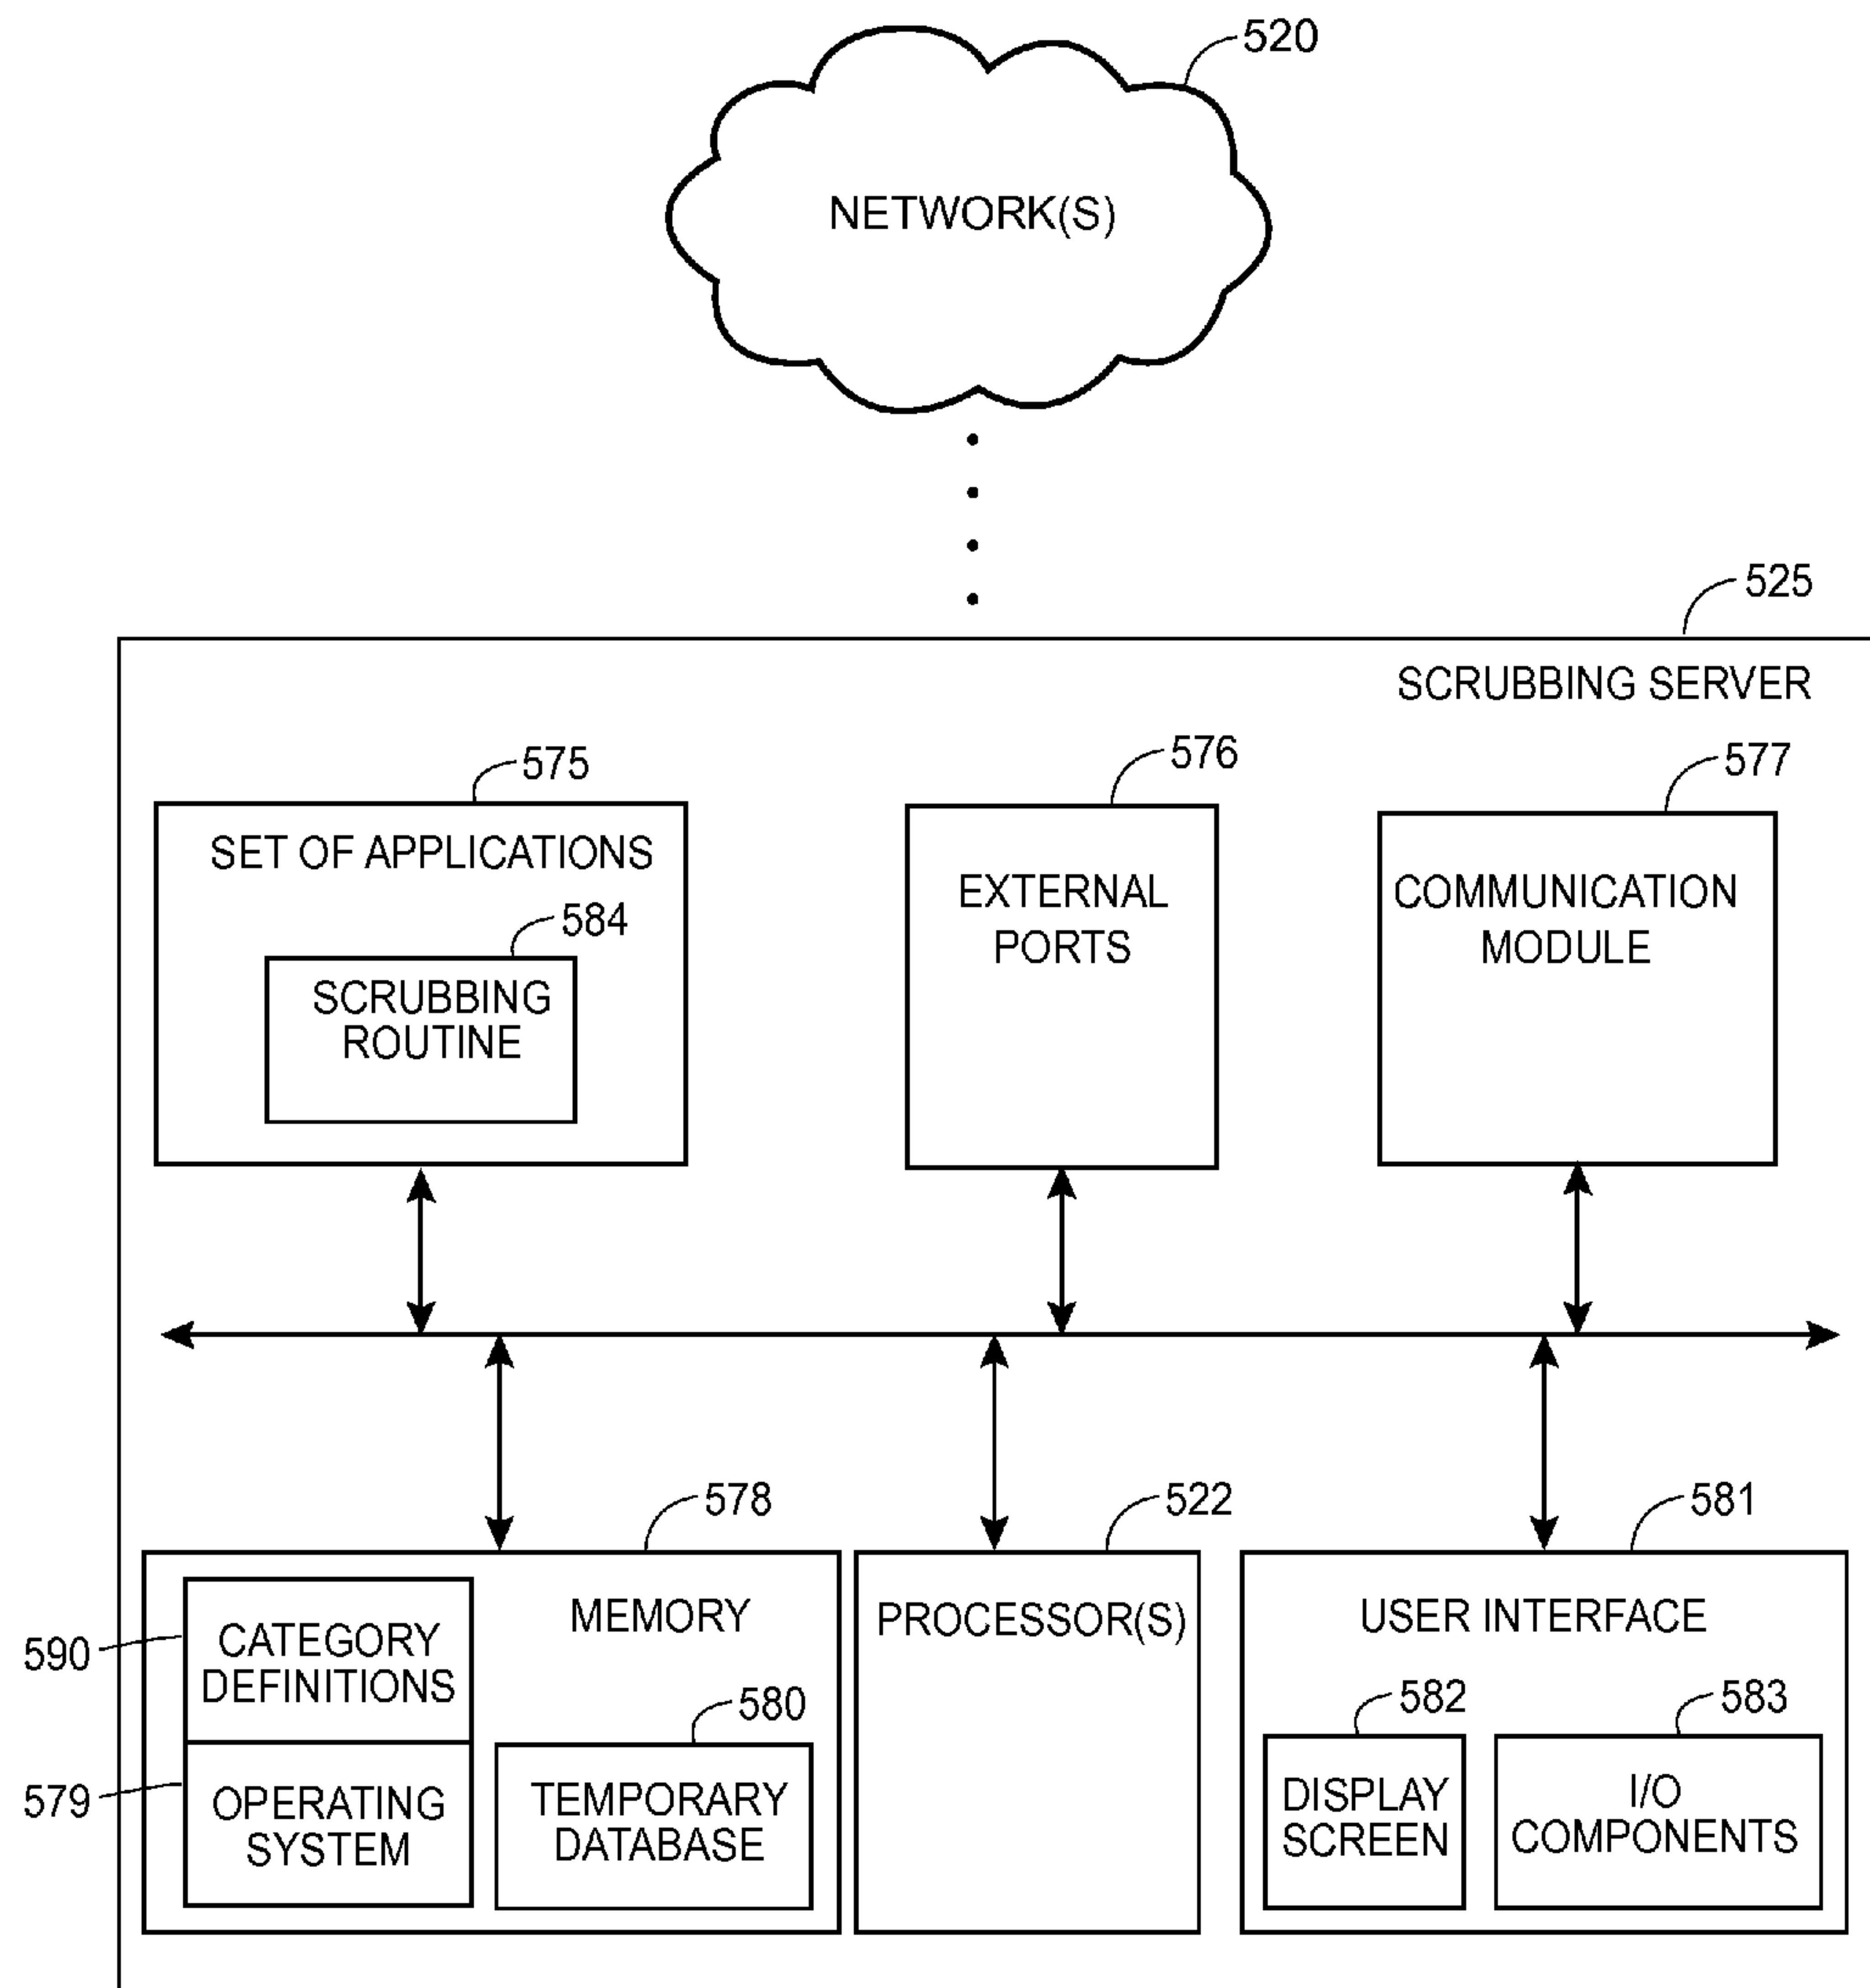 520
NETWORK(S)
525
SCRUBBING SERVER
575
SET OF APPLICATIONS
584
SCRUBBING
ROUTINE
576
EXTERNAL
PORTS
577
COMMUNICATION
MODULE
578
MEMORY
590
CATEGORY
DEFINITIONS
579
OPERATING
SYSTEM
580
TEMPORARY
DATABASE
522
PROCESSOR(S)
581
USER INTERFACE
582
DISPLAY
SCREEN
583
I/O
COMPONENTS